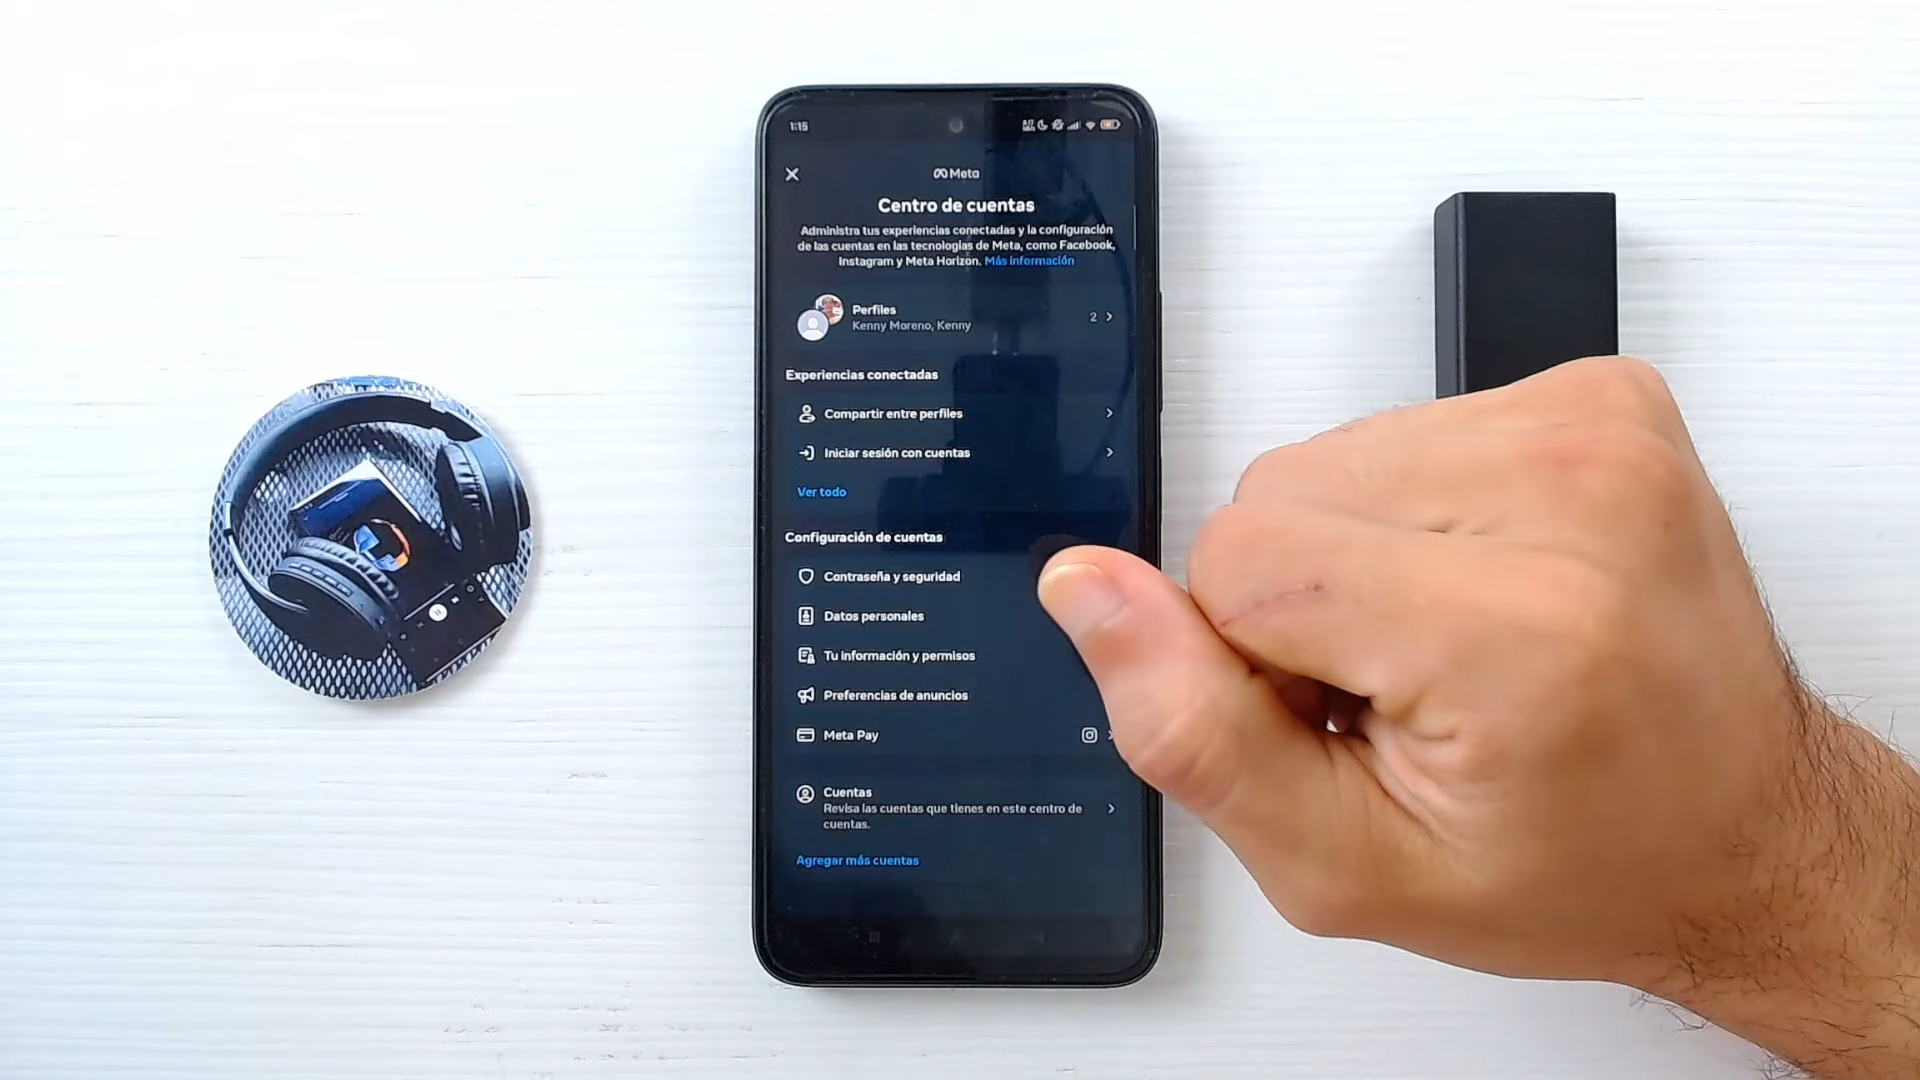 1:15
Meta
Centro de cuentas
Administra tus experiencias conectadas y la configuración
de las cuentas en las tecnologías de Meta, como Facebook,
Instagram y Meta Horizon. Más información
Perfiles
Kenny Moreno, Kenny
2
Experiencias conectadas
Compartir entre perfiles
Iniciar sesión con cuentas
Ver todo
Configuración de cuentas
Contraseña y seguridad
Datos personales
Tu información y permisos
Preferencias de anuncios
Meta Pay
Cuentas
Revisa las cuentas que tienes en este centro de
cuentas.
Agregar más cuentas